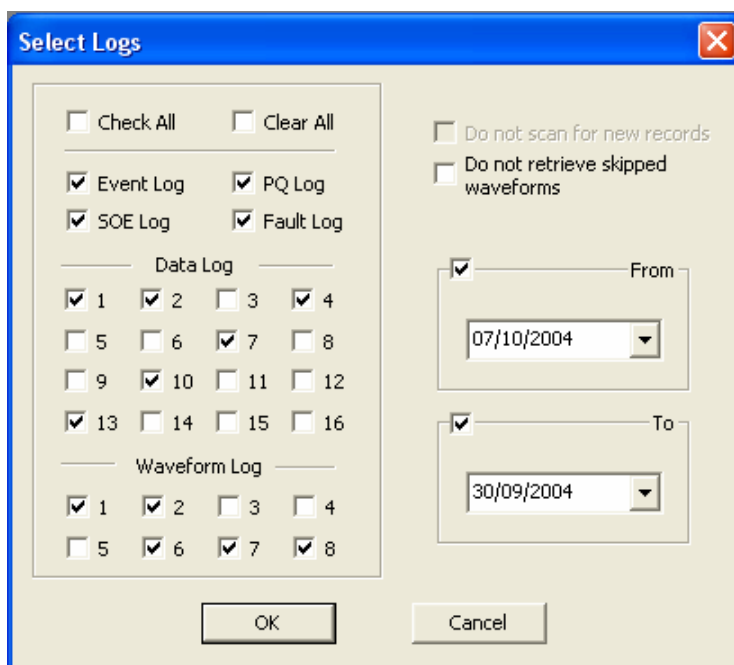 Select Logs
Check All Clear All
Event Log PQ Log
SOE Log Fault Log
Data Log
1 2 3 4
5 6 7 8
9 10 11 12
13 14 15 16
Waveform Log
1 2 3 4
5 6 7 8
Do not scan for new records
Do not retrieve skipped
waveforms
From
07/10/2004
To
30/09/2004
OK Cancel